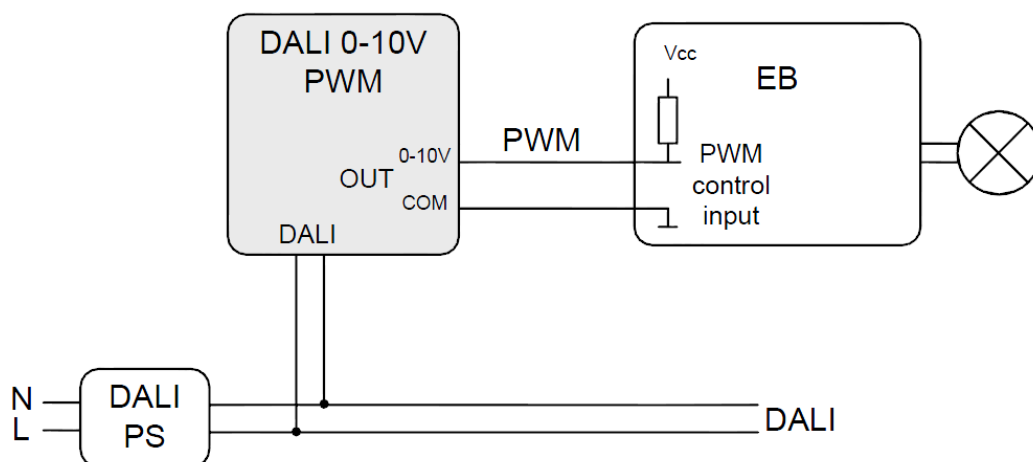 DALI 0-10V
PWM
0-10V
OUT
COM
DALI
PWM
Vcc
EB
PWM
control
input
N
L
DALI
PS
DALI